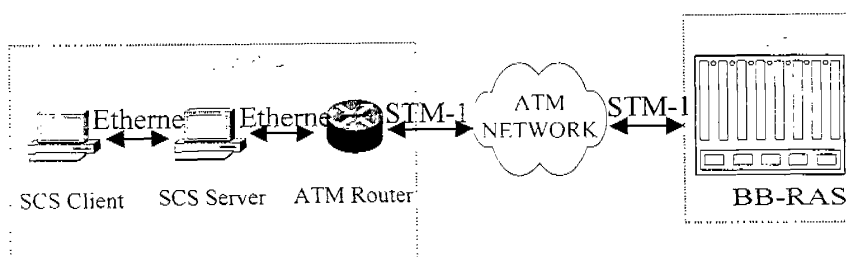 Etherne
Etherne
STM-1
ATM
NETWORK
STM-1
SCS Client
SCS Server
ATM Router
BB-RAS